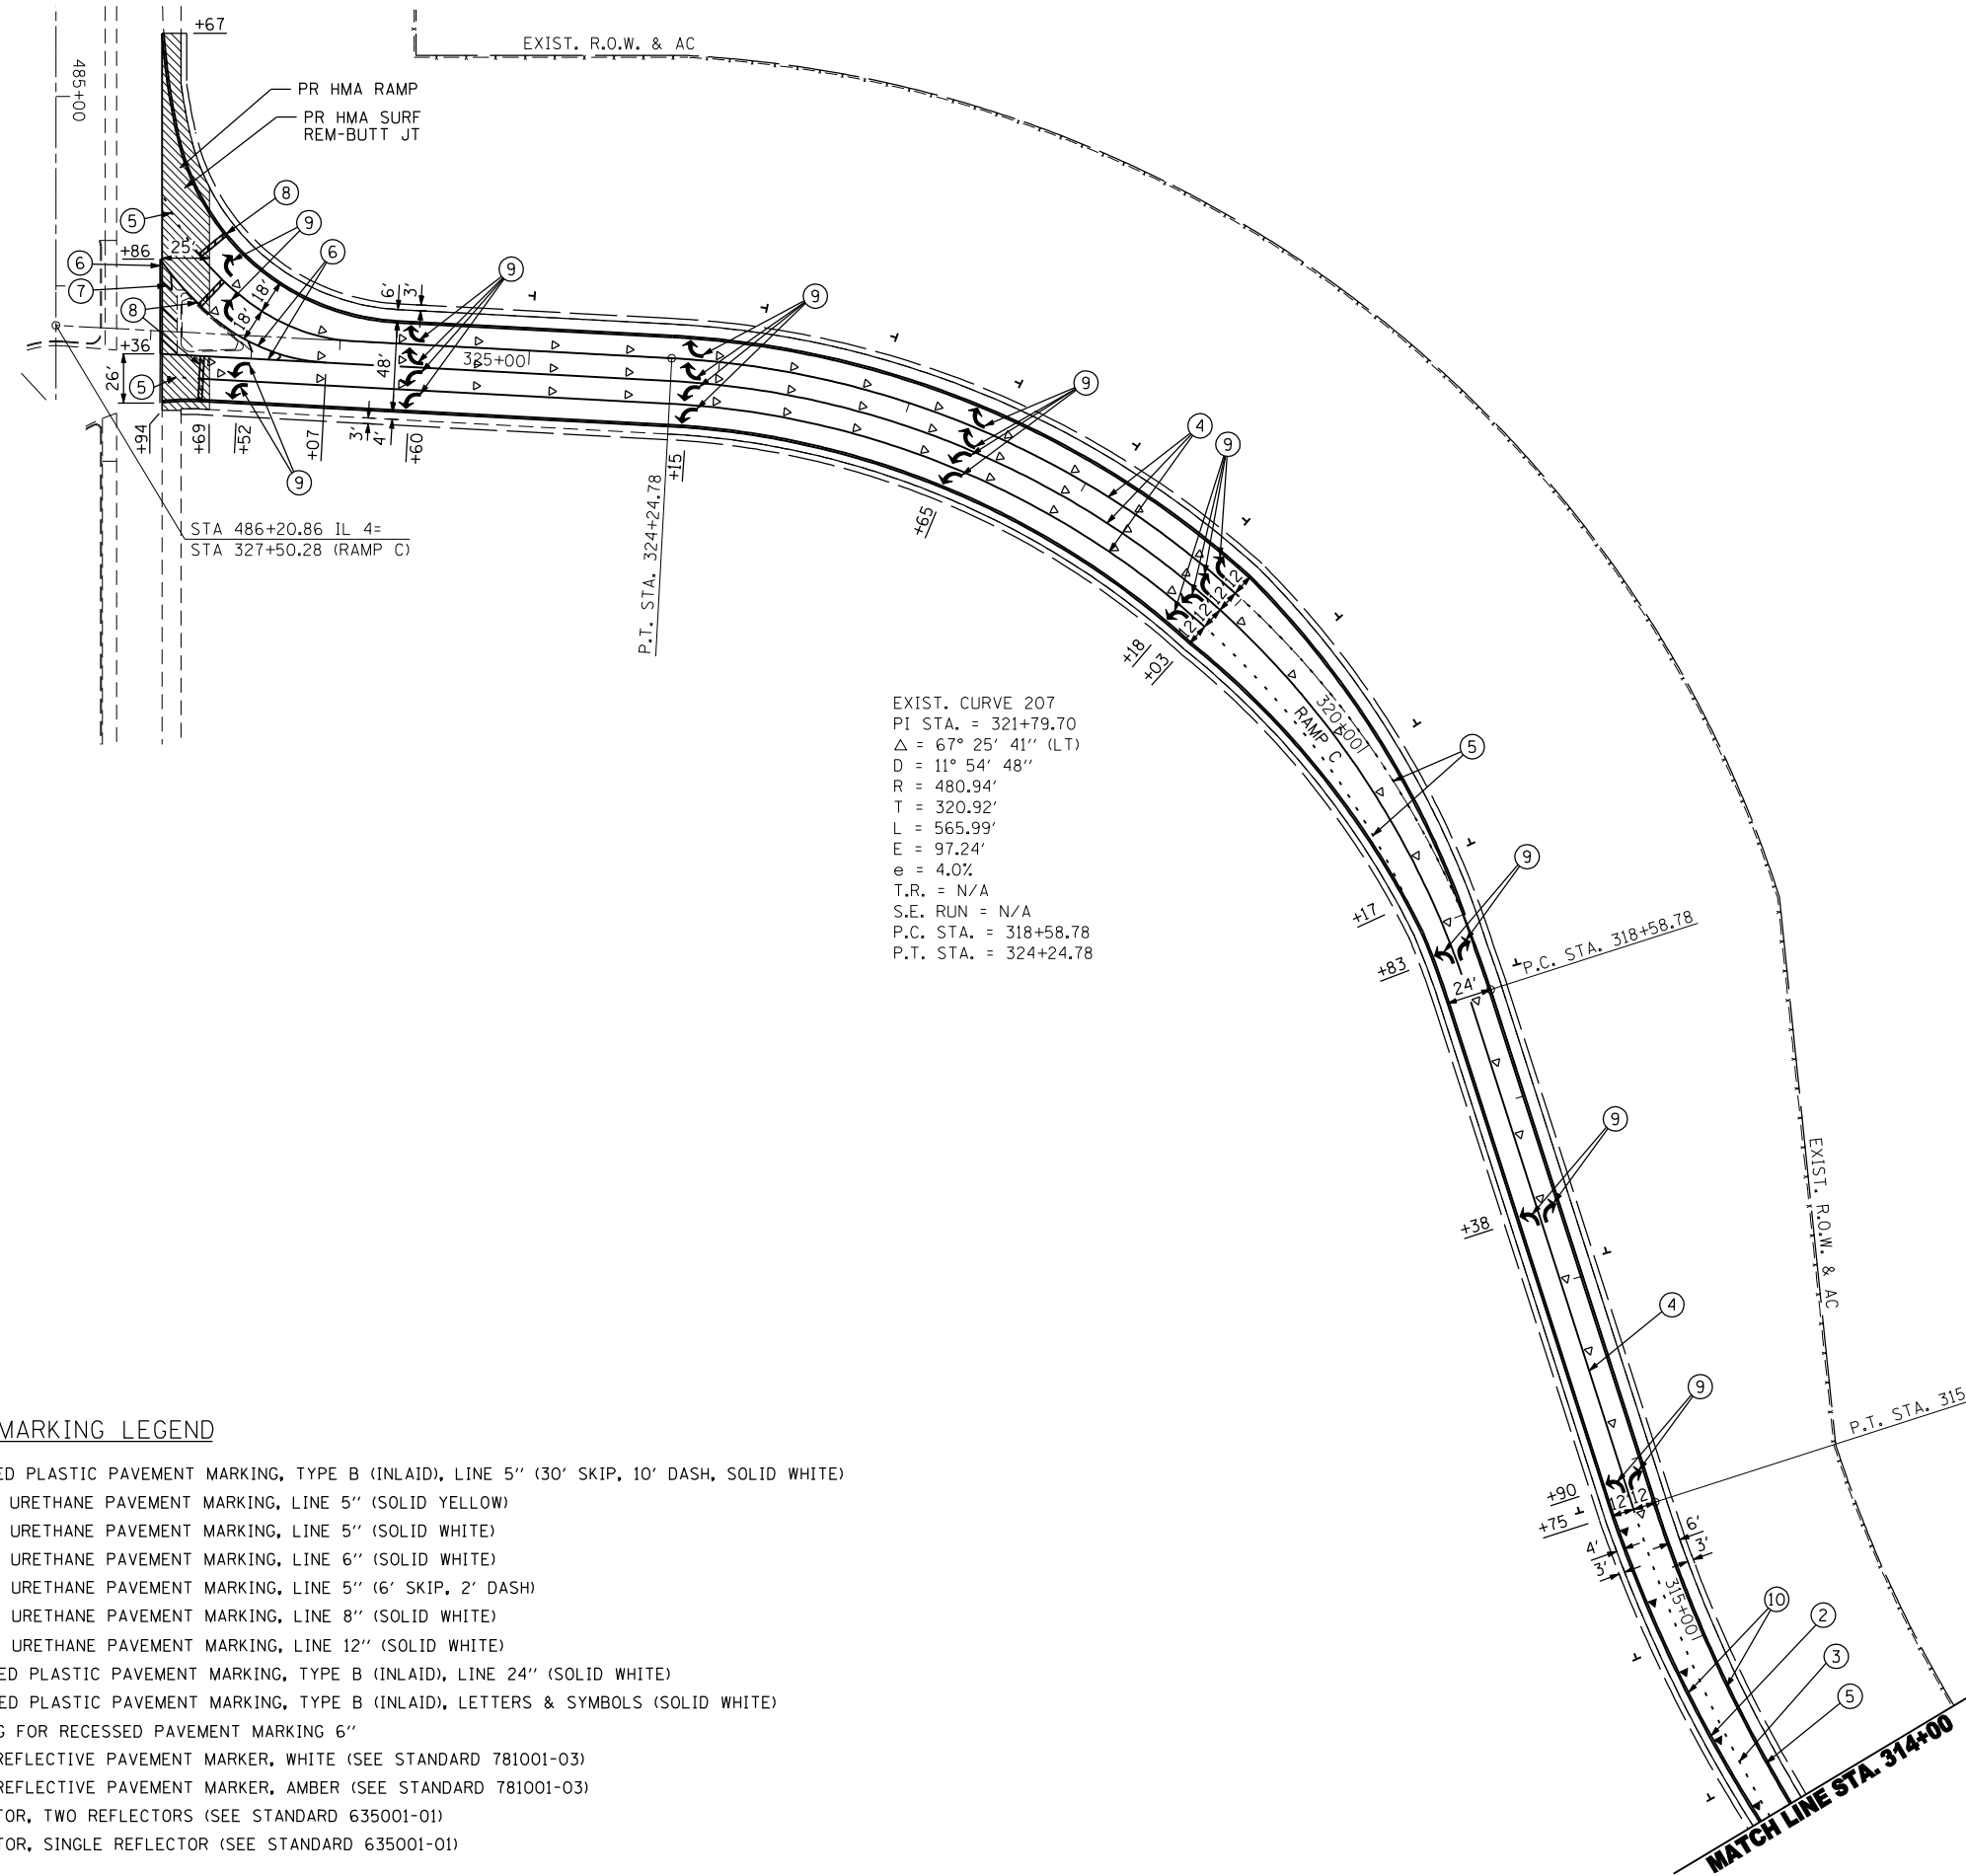 +67
EXIST. R.O.W. & AC
485+00
PR HMA RAMP
PR HMA SURF
REM-BUTT JT
8
5
9
6
+86
25'
6
7
8
18'
18'
9
6'
3'
9
+36
26'
5
48'
325+00
9
4
9
+94
+69
+52
+07
3'
4'
+60
+15
9
+65
STA 486+20.86 IL 4=
STA 327+50.28 (RAMP C)
P.T. STA. 324+24.78
12
12
12
12
+18
+03
EXIST. CURVE 207
PI STA. = 321+79.70
△ = 67° 25' 41'' (LT)
D = 11° 54' 48''
R = 480.94'
T = 320.92'
L = 565.99'
E = 97.24'
e = 4.0%
T.R. = N/A
S.E. RUN = N/A
P.C. STA. = 318+58.78
P.T. STA. = 324+24.78
320+00
RAMP C
5
9
+17
+83
24'
P.C. STA. 318+58.78
9
+38
EXIST. R.O.W. & AC
4
9
P.T. STA. 315
+90
+75
12
12
4'
3'
6'
3'
315+00
10
2
3
5
MATCH LINE STA. 314+00
MARKING LEGEND
ED PLASTIC PAVEMENT MARKING, TYPE B (INLAID), LINE 5'' (30' SKIP, 10' DASH, SOLID WHITE)
URETHANE PAVEMENT MARKING, LINE 5'' (SOLID YELLOW)
URETHANE PAVEMENT MARKING, LINE 5'' (SOLID WHITE)
URETHANE PAVEMENT MARKING, LINE 6'' (SOLID WHITE)
URETHANE PAVEMENT MARKING, LINE 5'' (6' SKIP, 2' DASH)
URETHANE PAVEMENT MARKING, LINE 8'' (SOLID WHITE)
URETHANE PAVEMENT MARKING, LINE 12'' (SOLID WHITE)
ED PLASTIC PAVEMENT MARKING, TYPE B (INLAID), LINE 24'' (SOLID WHITE)
ED PLASTIC PAVEMENT MARKING, TYPE B (INLAID), LETTERS & SYMBOLS (SOLID WHITE)
G FOR RECESSED PAVEMENT MARKING 6''
REFLECTIVE PAVEMENT MARKER, WHITE (SEE STANDARD 781001-03)
REFLECTIVE PAVEMENT MARKER, AMBER (SEE STANDARD 781001-03)
TOR, TWO REFLECTORS (SEE STANDARD 635001-01)
TOR, SINGLE REFLECTOR (SEE STANDARD 635001-01)